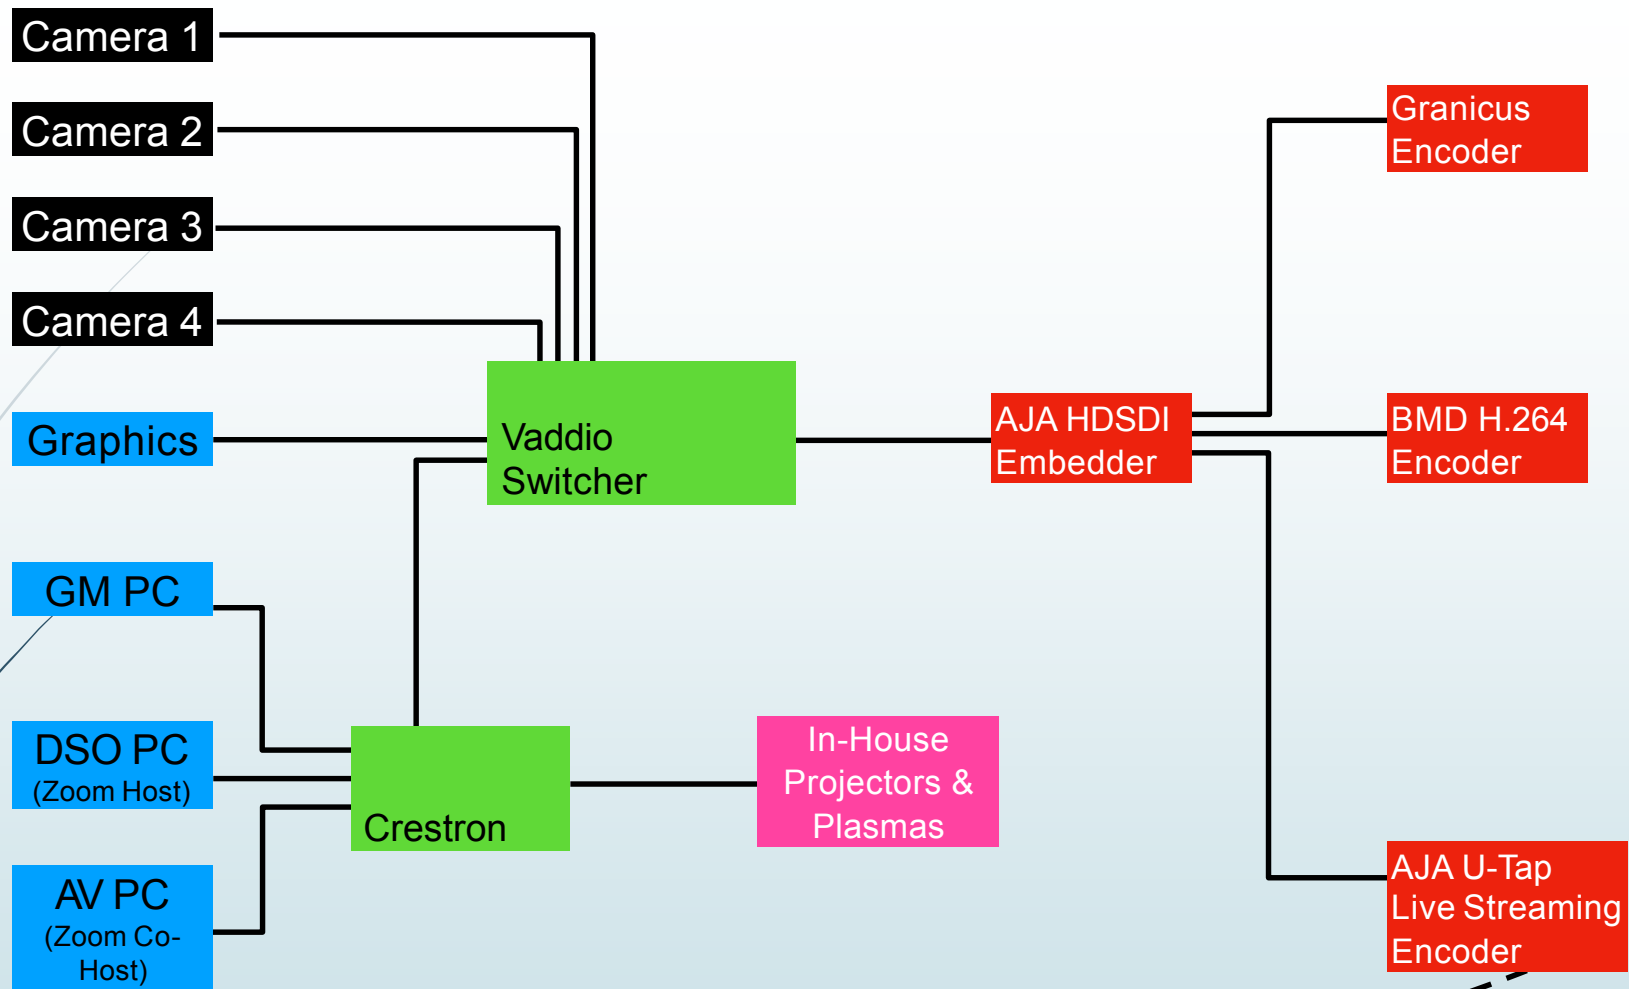 Camera 1
Camera 2
Camera 3
Camera 4
Graphics
GM PC
DSO PC
(Zoom Host)
AV PC
(Zoom Co-
Host)
Vaddio
Switcher
Crestron
In-House
Projectors &
Plasmas
AJA HDSDI
Embedder
Granicus
Encoder
BMD H.264
Encoder
AJA U-Tap
Live Streaming
Encoder